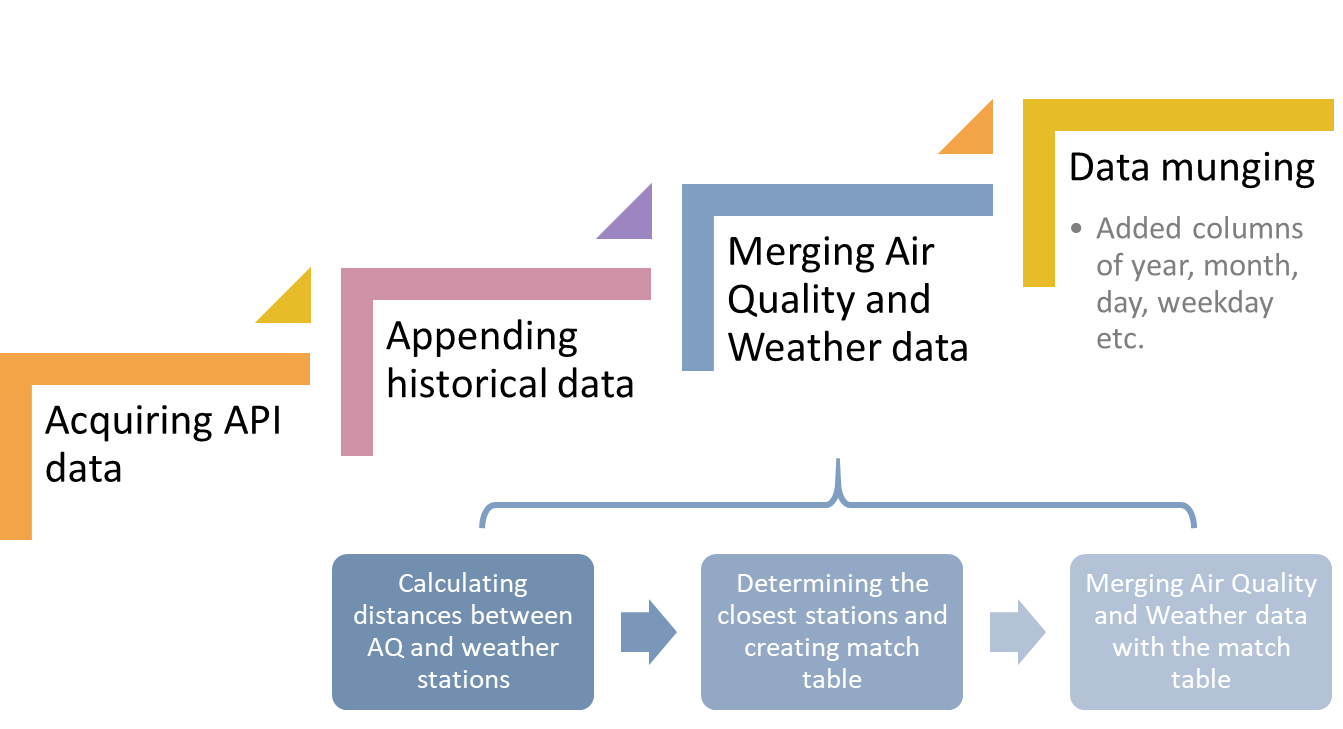 Acquiring API
data
Appending
historical data
Merging Air
Quality and
Weather data
Data munging
• Added columns
of year, month,
day, weekday
etc.
Calculating
distances between
AQ and weather
stations
Determining the
closest stations and
creating match
table
Merging Air Quality
and Weather data
with the match
table